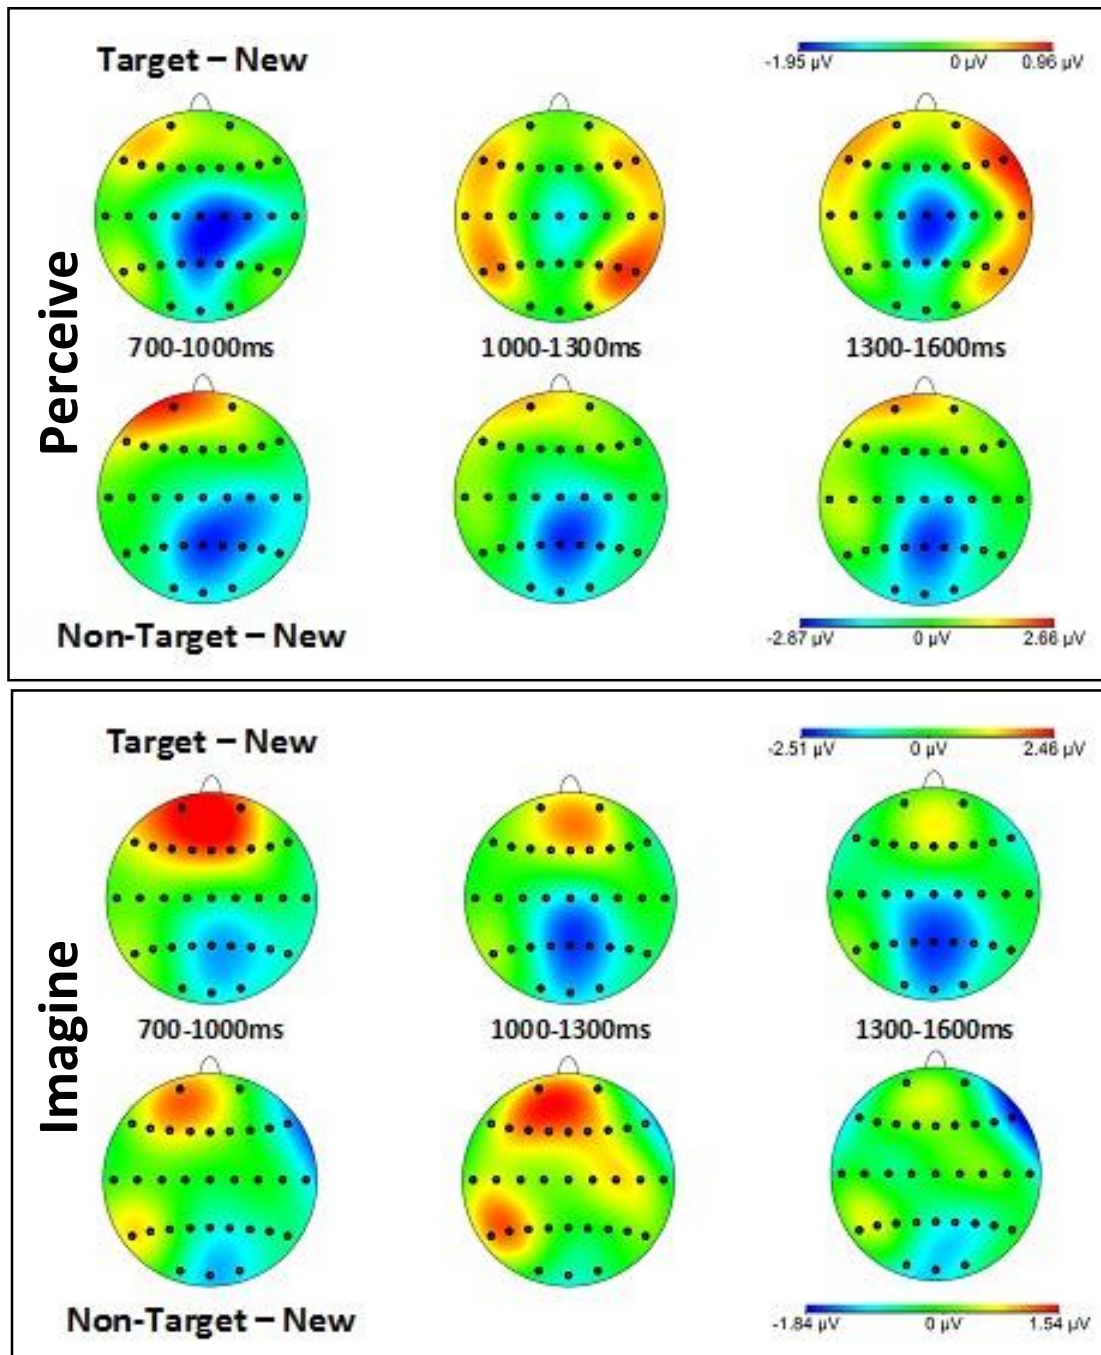 Target – New
-1.95 µV 0 µV 0.96 µV
Perceive
700-1000ms 1000-1300ms 1300-1600ms
Non-Target – New
-2.87 µV 0 µV 2.66 µV
Target – New
-2.51 µV 0 µV 2.46 µV
Imagine
700-1000ms 1000-1300ms 1300-1600ms
Non-Target – New
-1.84 µV 0 µV 1.54 µV